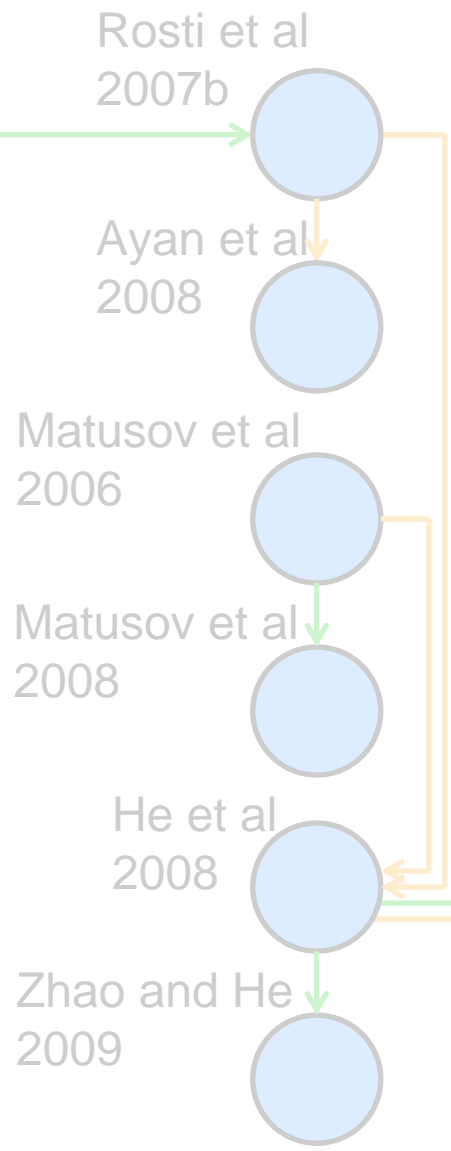 Rosti et al
2007b
Ayan et al
2008
Matusov et al
2006
Matusov et al
2008
He et al
2008
Zhao and He
2009